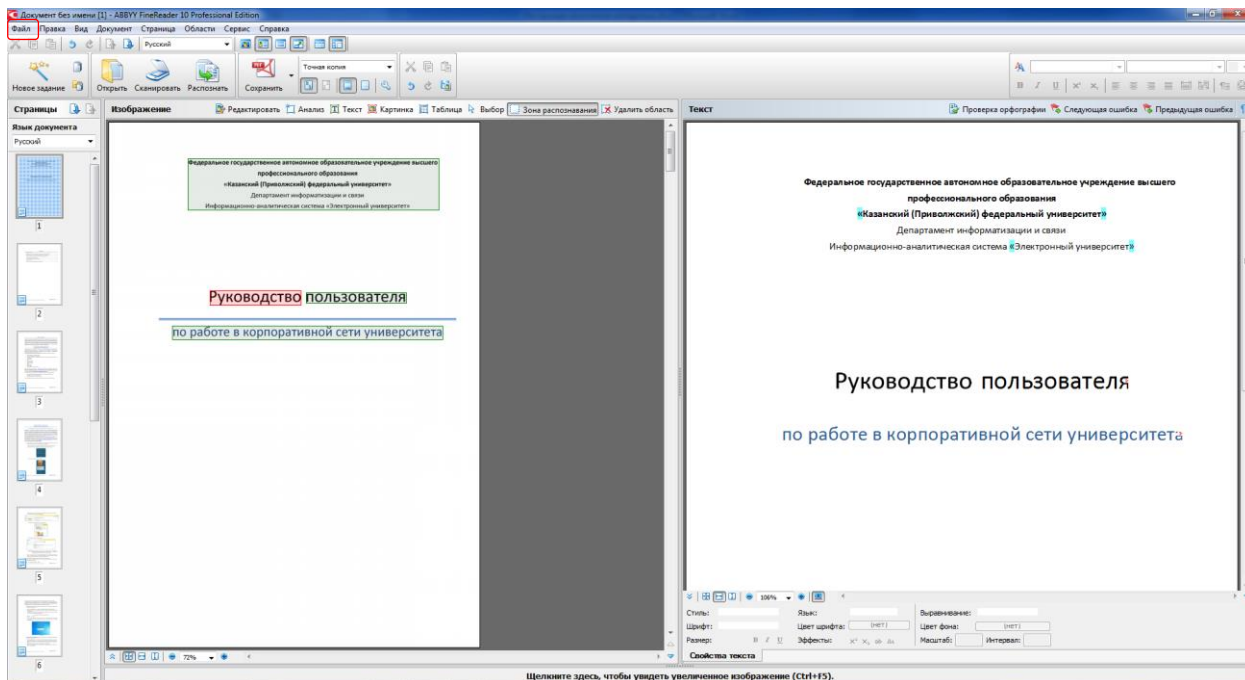 Документ без имени [1] - ABBYY FineReader 10 Professional Edition
Файл Правка Вид Документ Страница Области Сервис Справка
Русский
Новое задание Открыть Сканировать Распознать Сохранить Точная копия
Ж К Ч
Страницы
Изображение Редактировать Анализ Текст Картинка Таблица Выбор Зона распознавания Удалить область
Текст Проверка орфографии Следующая ошибка Предыдущая ошибка
Язык документа
Русский
1
2
3
4
5
6
Федеральное государственное автономное образовательное учреждение высшего
профессионального образования
«Казанский (Приволжский) федеральный университет»
Департамент информатизации и связи
Информационно-аналитическая система «Электронный университет»
Руководство пользователя
по работе в корпоративной сети университета
72%
Федеральное государственное автономное образовательное учреждение высшего
профессионального образования
«Казанский (Приволжский) федеральный университет»
Департамент информатизации и связи
Информационно-аналитическая система «Электронный университет»
Руководство пользователя
по работе в корпоративной сети университета
100%
Стиль: Язык: Выравнивание:
Шрифт: Цвет шрифта: (нет) Цвет фона: (нет)
Размер: Эффекты: Масштаб: Интервал:
Свойства текста
Щелкните здесь, чтобы увидеть увеличенное изображение (Ctrl+F5).